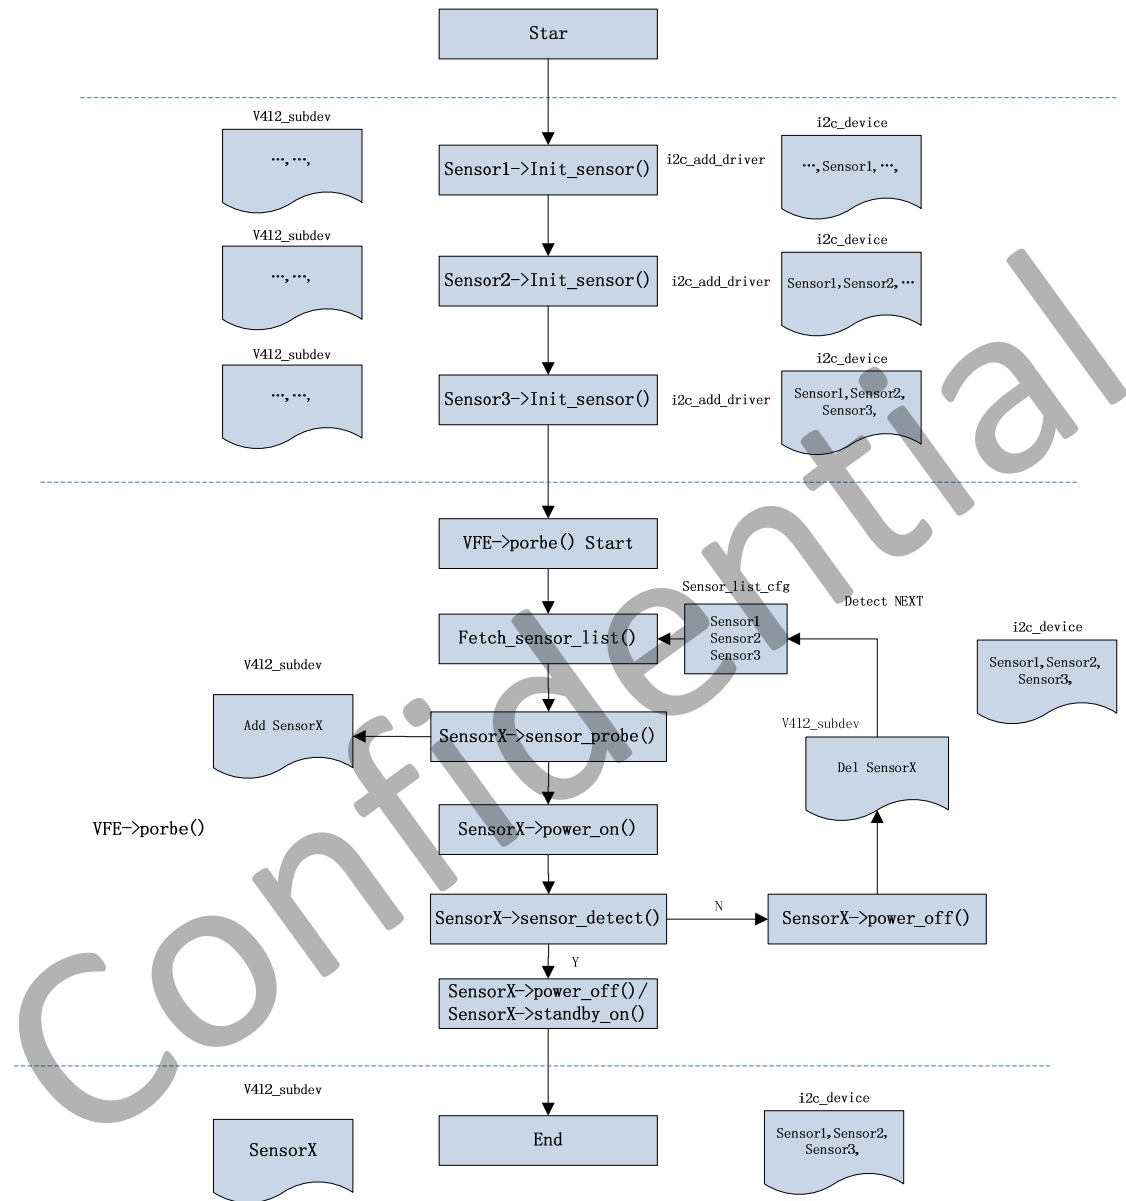 Star
V4l2_subdev
…,…,
Sensor1->Init_sensor()
i2c_add_driver
i2c_device
…,Sensor1,…,
V4l2_subdev
…,…,
Sensor2->Init_sensor()
i2c_add_driver
i2c_device
Sensor1,Sensor2,…
V4l2_subdev
…,…,
Sensor3->Init_sensor()
i2c_add_driver
i2c_device
Sensor1,Sensor2,
Sensor3,
VFE->porbe() Start
Sensor_list_cfg
Sensor1
Sensor2
Sensor3
Detect NEXT
Fetch_sensor_list()
i2c_device
Sensor1,Sensor2,
Sensor3,
V4l2_subdev
Add SensorX
SensorX->sensor_probe()
V4l2_subdev
Del SensorX
VFE->porbe()
SensorX->power_on()
SensorX->sensor_detect()
N
SensorX->power_off()
Y
SensorX->power_off()/
SensorX->standby_on()
V4l2_subdev
SensorX
End
i2c_device
Sensor1,Sensor2,
Sensor3,
Confidential